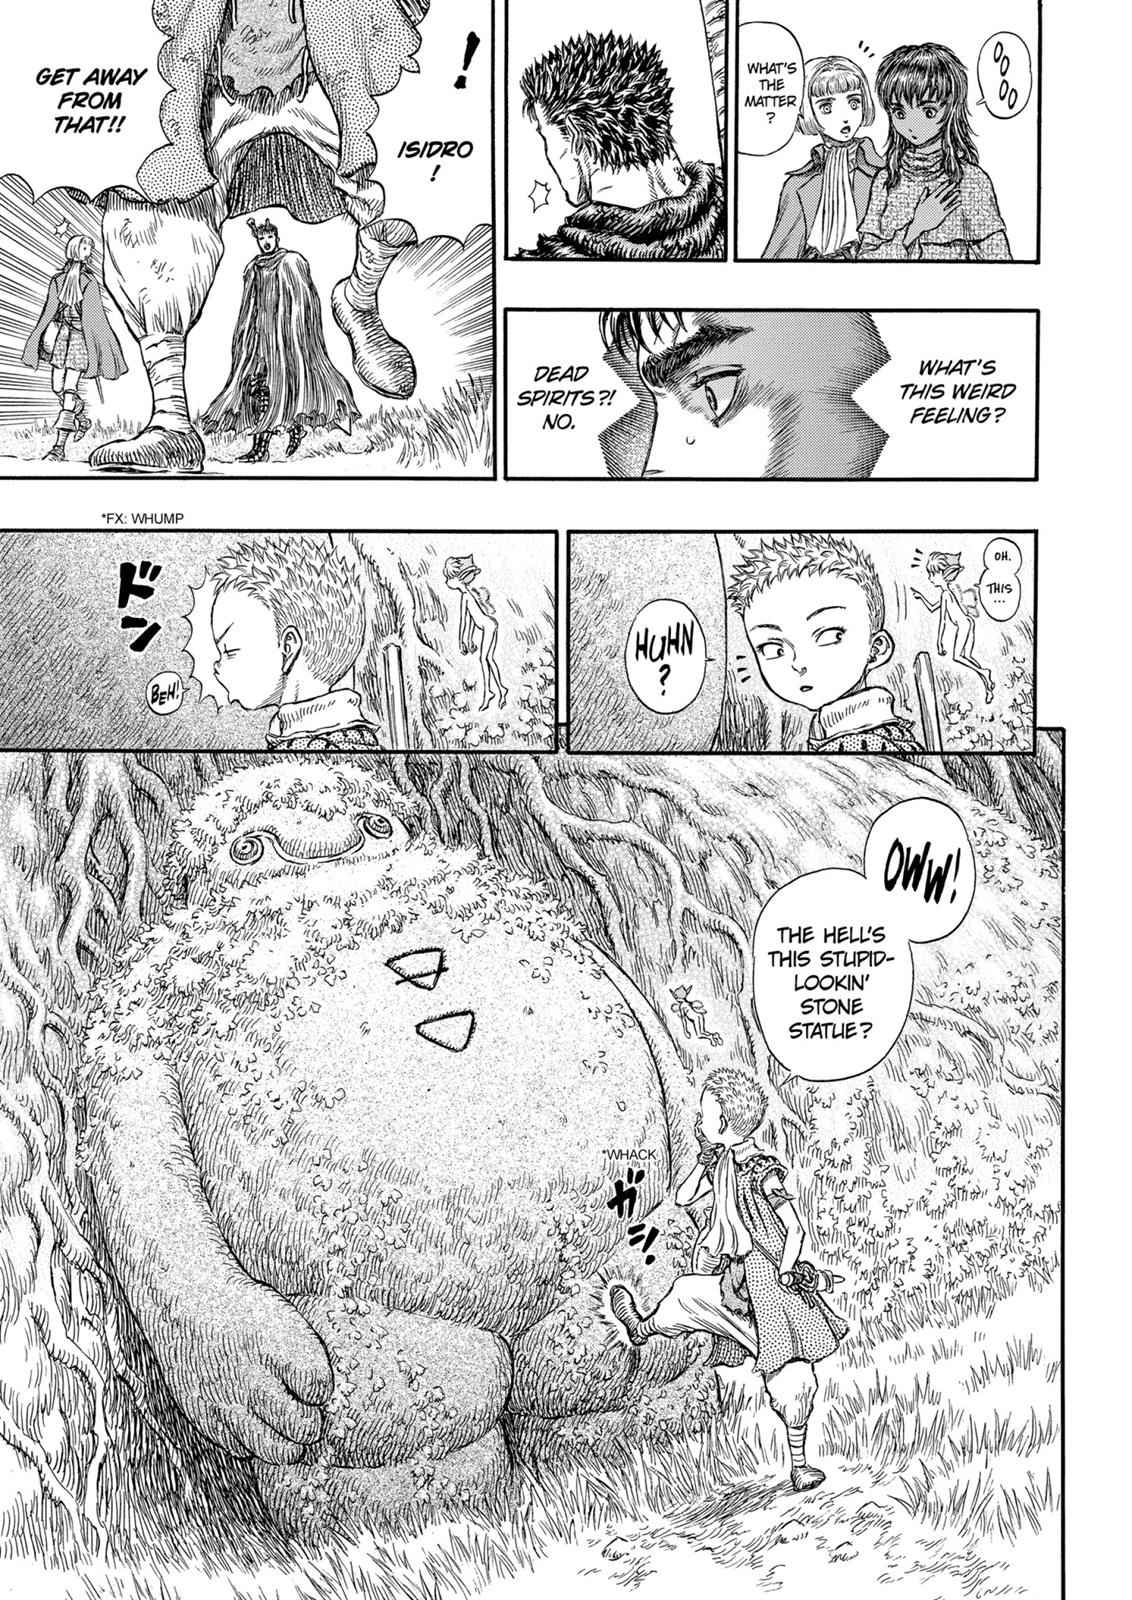 OOOO
WHAT'S
THE
MATTER
?
!
ISIDRO
!
GET AWAY
FROM
THAT!!
WHAT'S
THIS WEIRD
FEELING?
DEAD
SPIRITS?!
NO.
OH.
THIS
...
HUHN
?
*FX: WHUMP
ドン
BEH!
OWW!
THE HELL'S
THIS STUPID-
LOOKIN'
STONE
STATUE?
*WHACK
ガッ!